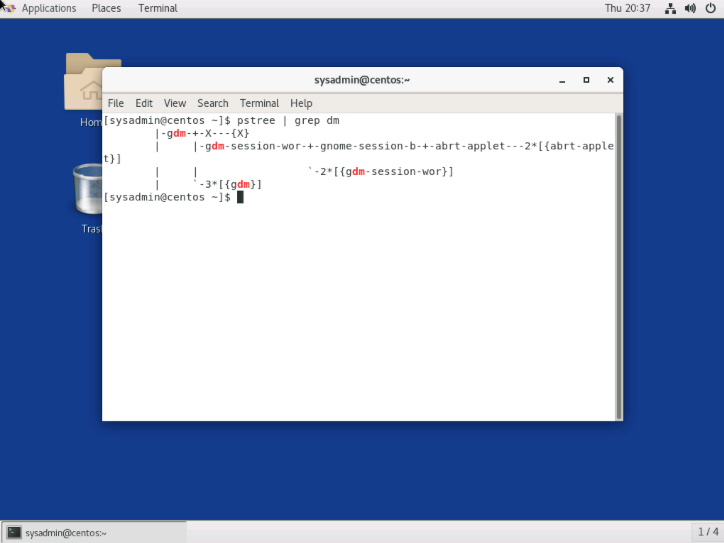 Applications Places Terminal Thu 20:37
sysadmin@centos:~
File Edit View Search Terminal Help
[sysadmin@centos ~]$ pstree | grep dm
        |-gdm-+-X---{X}
        |     |-gdm-session-wor-+-gnome-session-b-+-abrt-applet---2*[{abrt-apple
t}]
        |     |                 `-2*[{gdm-session-wor}]
        |     `-3*[{gdm}]
[sysadmin@centos ~]$
Hom
Tras
sysadmin@centos:~ 1 / 4